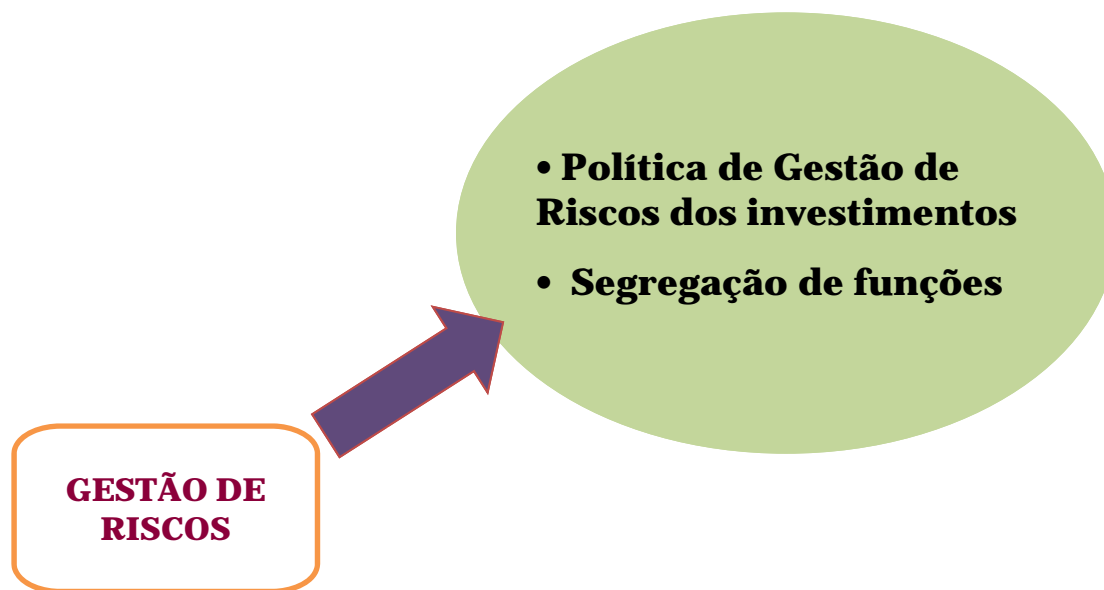 • Política de Gestão de
Riscos dos investimentos
• Segregação de funções
GESTÃO DE
RISCOS